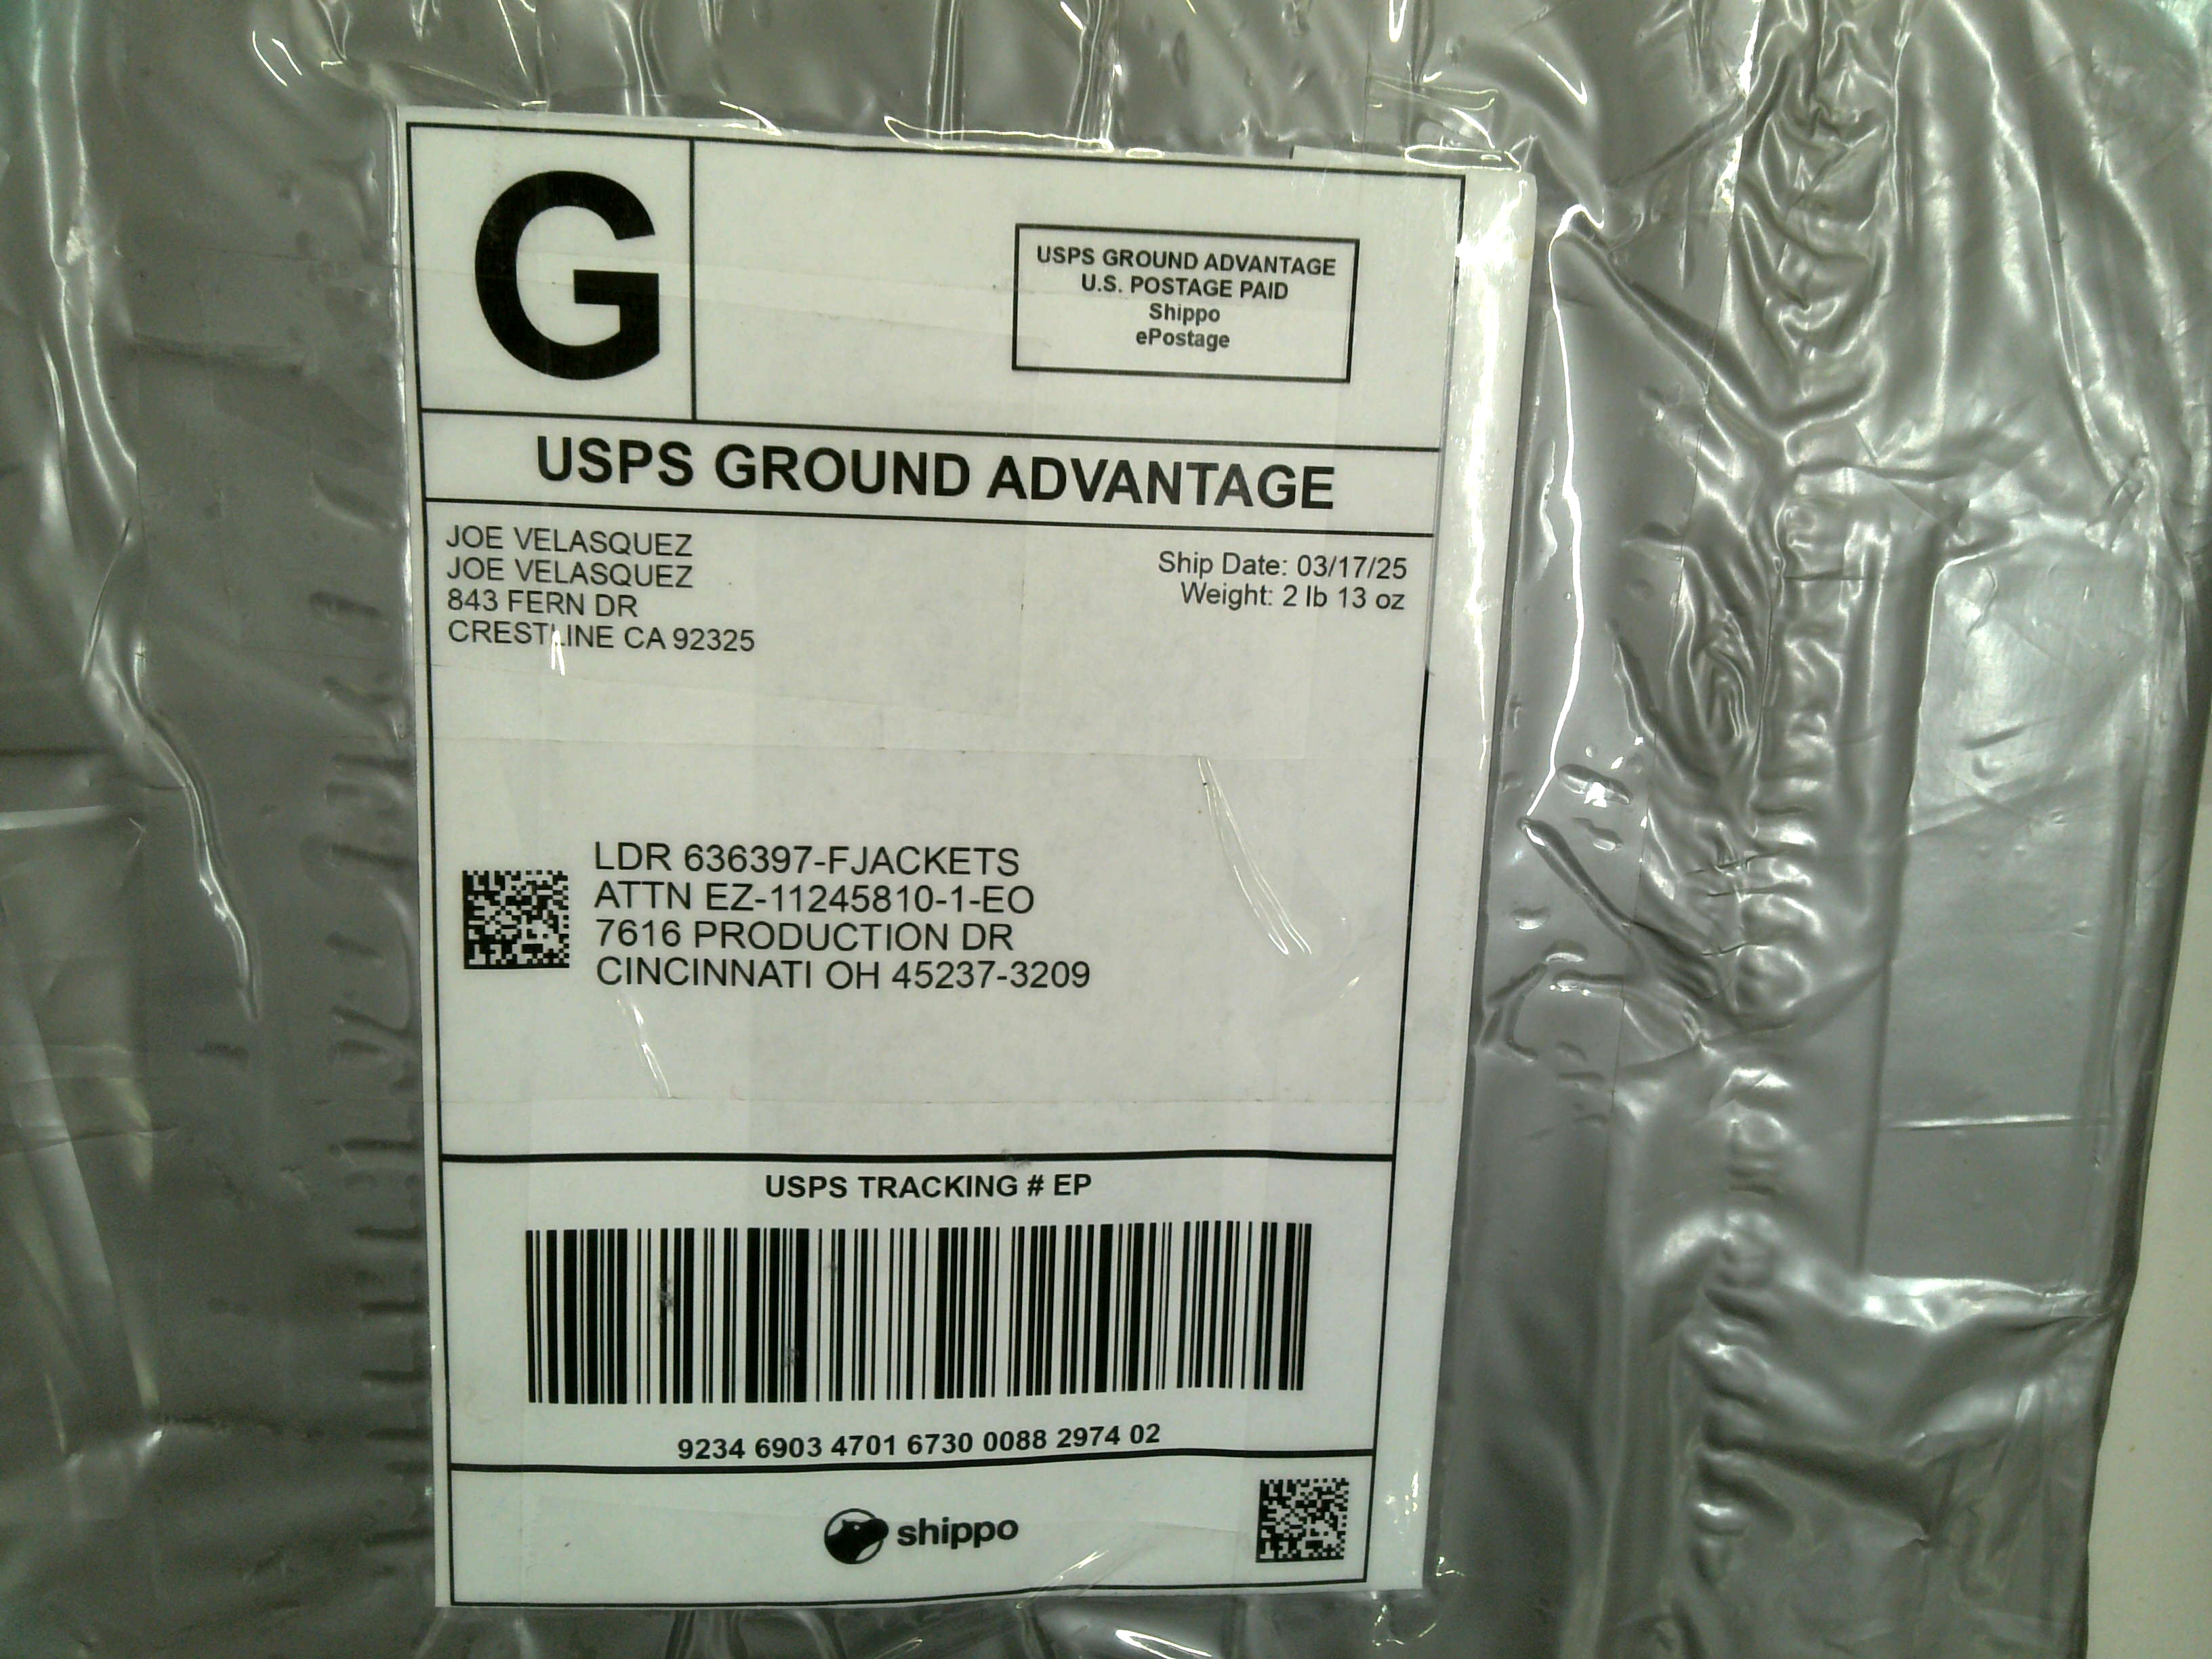 G
USPS GROUND ADVANTAGE
U.S. POSTAGE PAID
Shippo
ePostage
USPS GROUND ADVANTAGE
JOE VELASQUEZ
JOE VELASQUEZ
843 FERN DR
CRESTLINE CA 92325
Ship Date: 03/17/25
Weight: 2 lb 13 oz
LDR 636397-FJACKETS
ATTN EZ-11245810-1-EO
7616 PRODUCTION DR
CINCINNATI OH 45237-3209
USPS TRACKING # EP
9234 6903 4701 6730 0088 2974 02
shippo